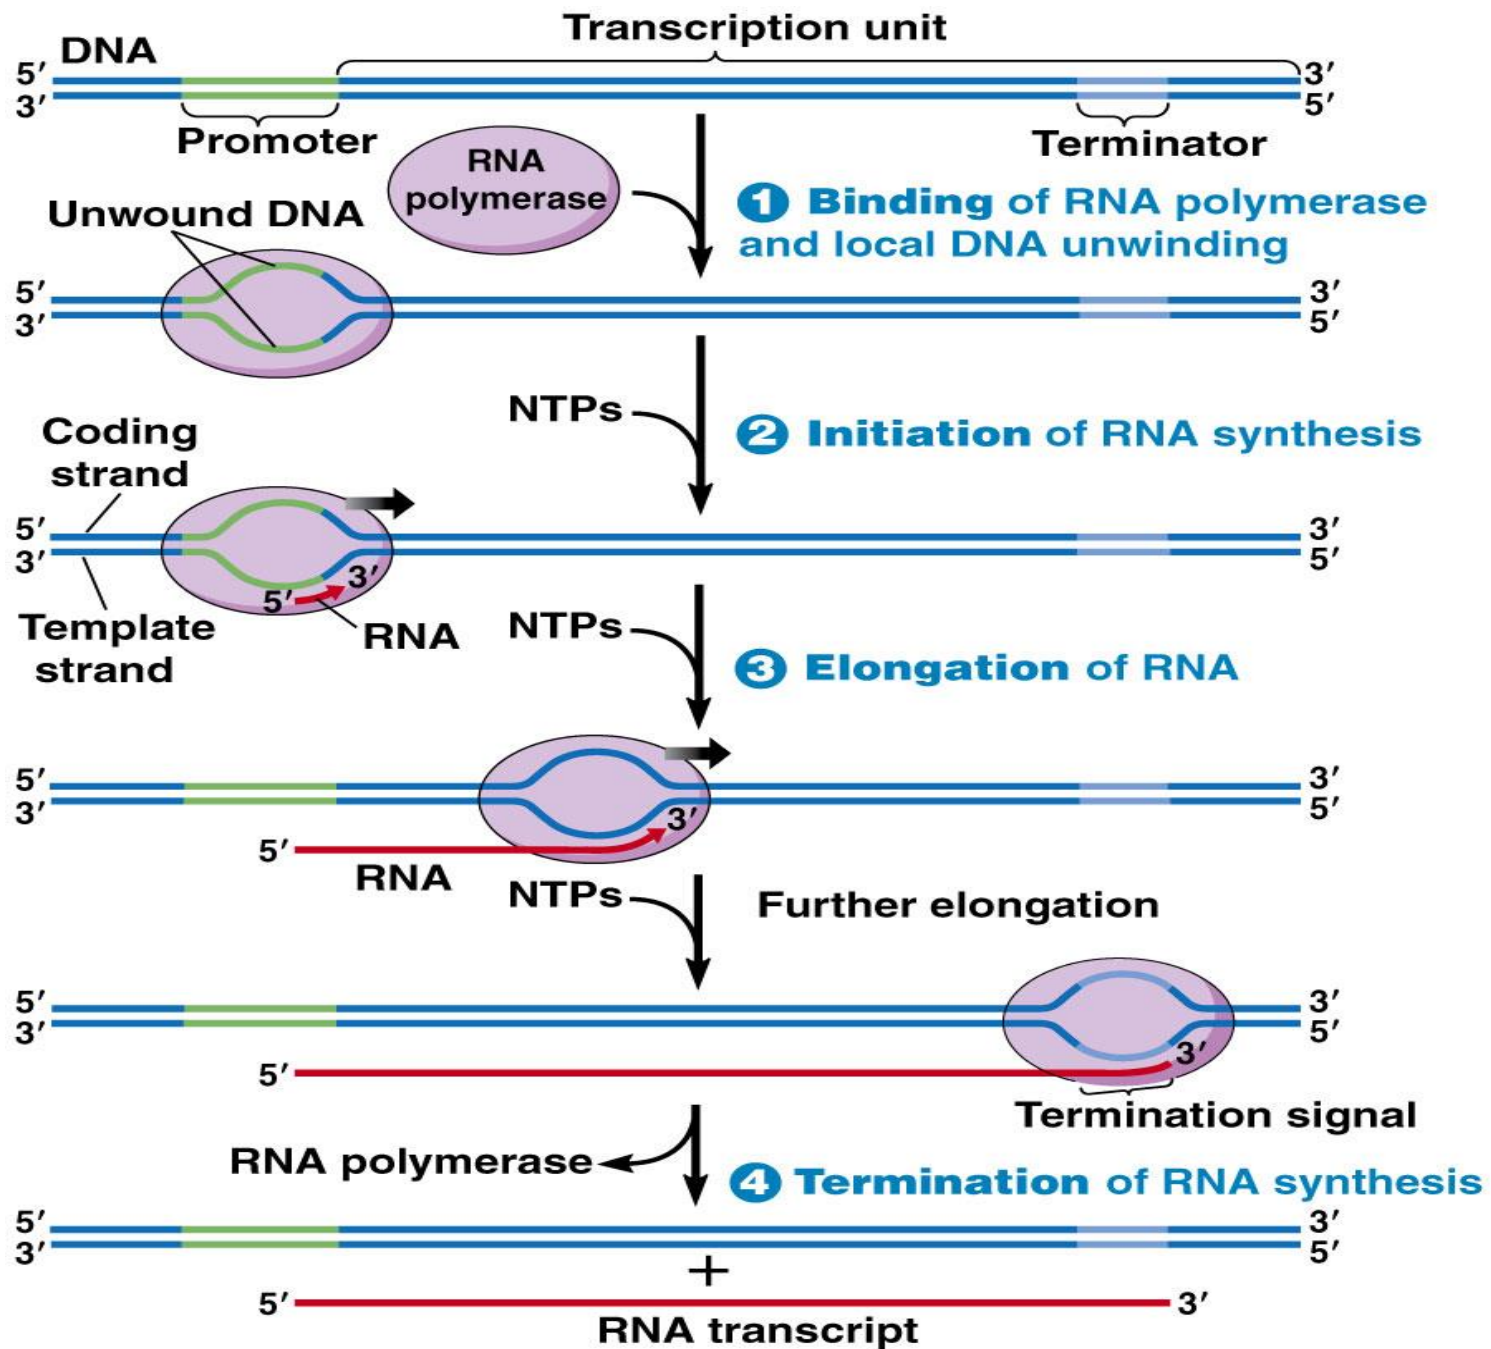 Transcription unit
DNA
5′
3′
3′
5′
Promoter
Terminator
RNA
polymerase
1 Binding of RNA polymerase
and local DNA unwinding
Unwound DNA
5′
3′
3′
5′
NTPs
2 Initiation of RNA synthesis
Coding
strand
5′
3′
3′
5′
5′
3′
Template
strand
RNA
NTPs
3 Elongation of RNA
5′
3′
3′
5′
3′
5′
RNA
NTPs
Further elongation
5′
3′
3′
5′
3′
5′
Termination signal
RNA polymerase
4 Termination of RNA synthesis
5′
3′
3′
5′
+
5′
3′
RNA transcript